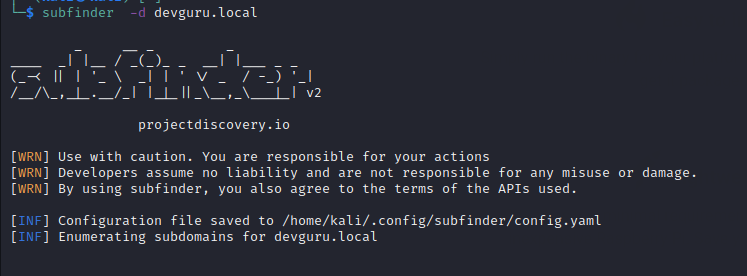 $ subfinder -d devguru.local
subfinder v2
projectdiscovery.io
[WRN] Use with caution. You are responsible for your actions
[WRN] Developers assume no liability and are not responsible for any misuse or damage.
[WRN] By using subfinder, you also agree to the terms of the APIs used.
[INF] Configuration file saved to /home/kali/.config/subfinder/config.yaml
[INF] Enumerating subdomains for devguru.local